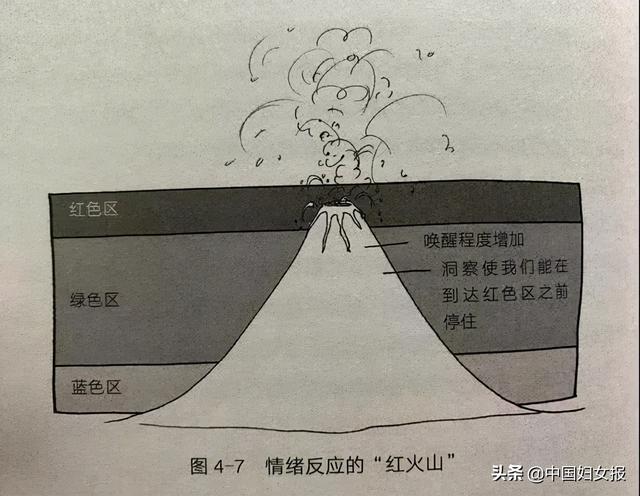 红色区
唤醒程度增加
洞察使我们能在
到达红色区之前
停住
绿色区
蓝色区
图 4-7 情绪反应的“红火山”
头条 @中国妇女报